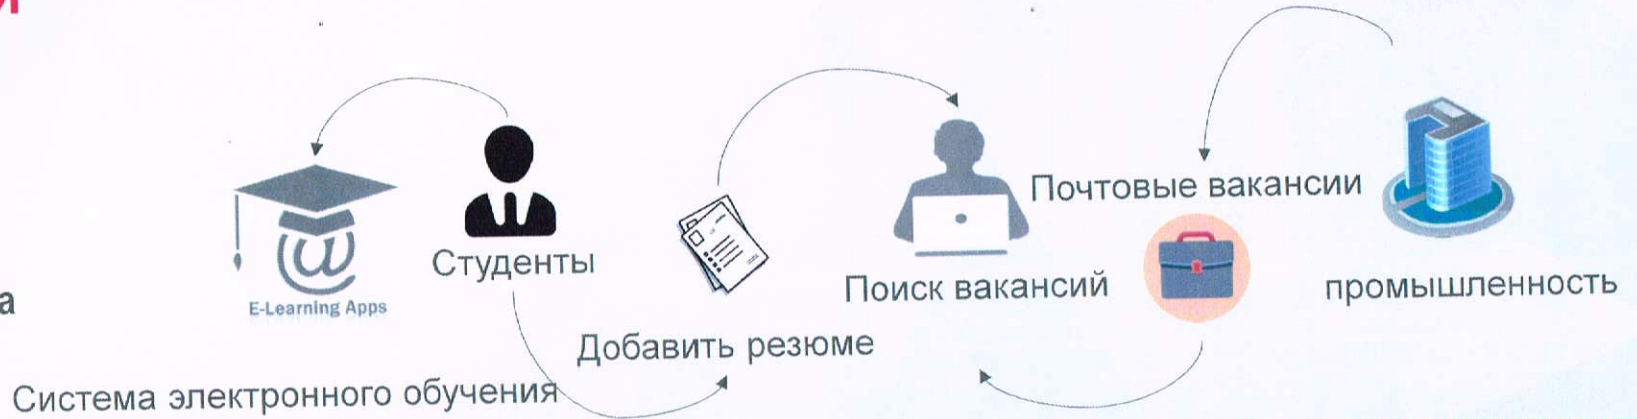 я
Студенты
E-Learning Apps
Почтовые вакансии
Поиск вакансий
промышленность
а
Добавить резюме
Система электронного обучения